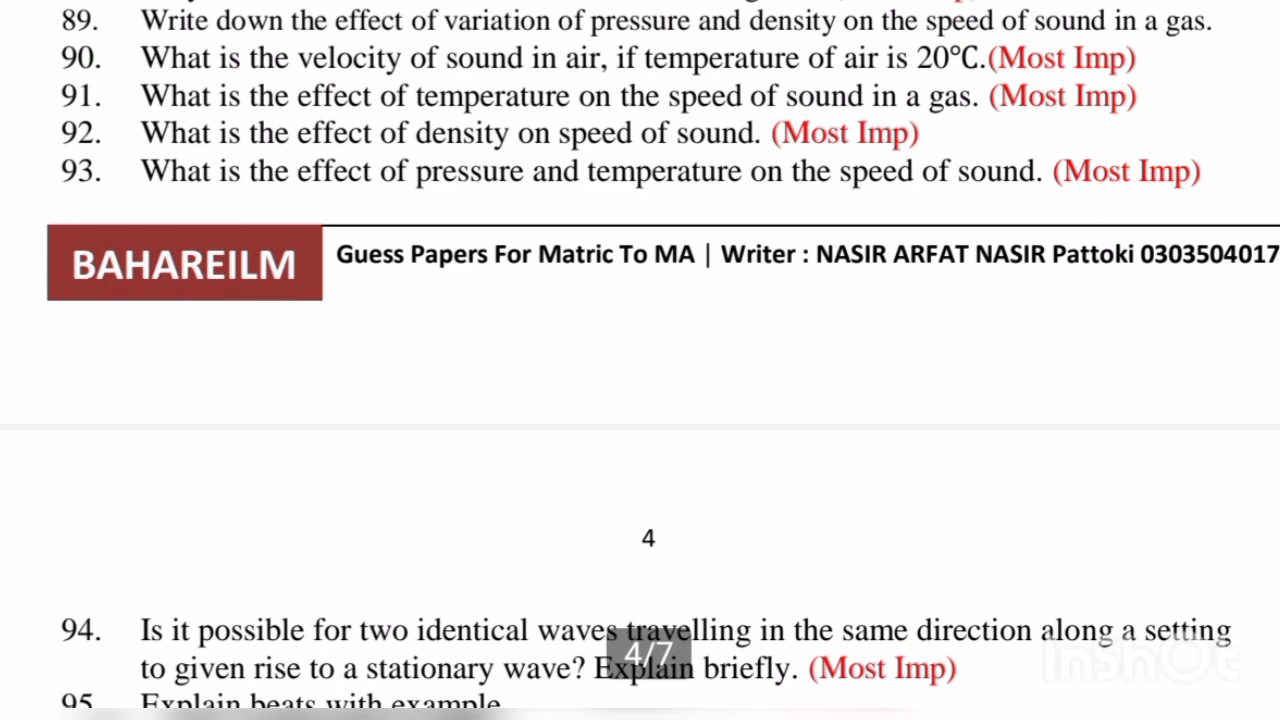 89. Write down the effect of variation of pressure and density on the speed of sound in a gas.
90. What is the velocity of sound in air, if temperature of air is 20°C.(Most Imp)
91. What is the effect of temperature on the speed of sound in a gas. (Most Imp)
92. What is the effect of density on speed of sound. (Most Imp)
93. What is the effect of pressure and temperature on the speed of sound. (Most Imp)
BAHAREILM
Guess Papers For Matric To MA | Writer : NASIR ARFAT NASIR Pattoki 0303504017
4
94. Is it possible for two identical waves travelling in the same direction along a setting
to given rise to a stationary wave? Explain briefly. (Most Imp)
4/7
InShOt
95. Explain beats with example